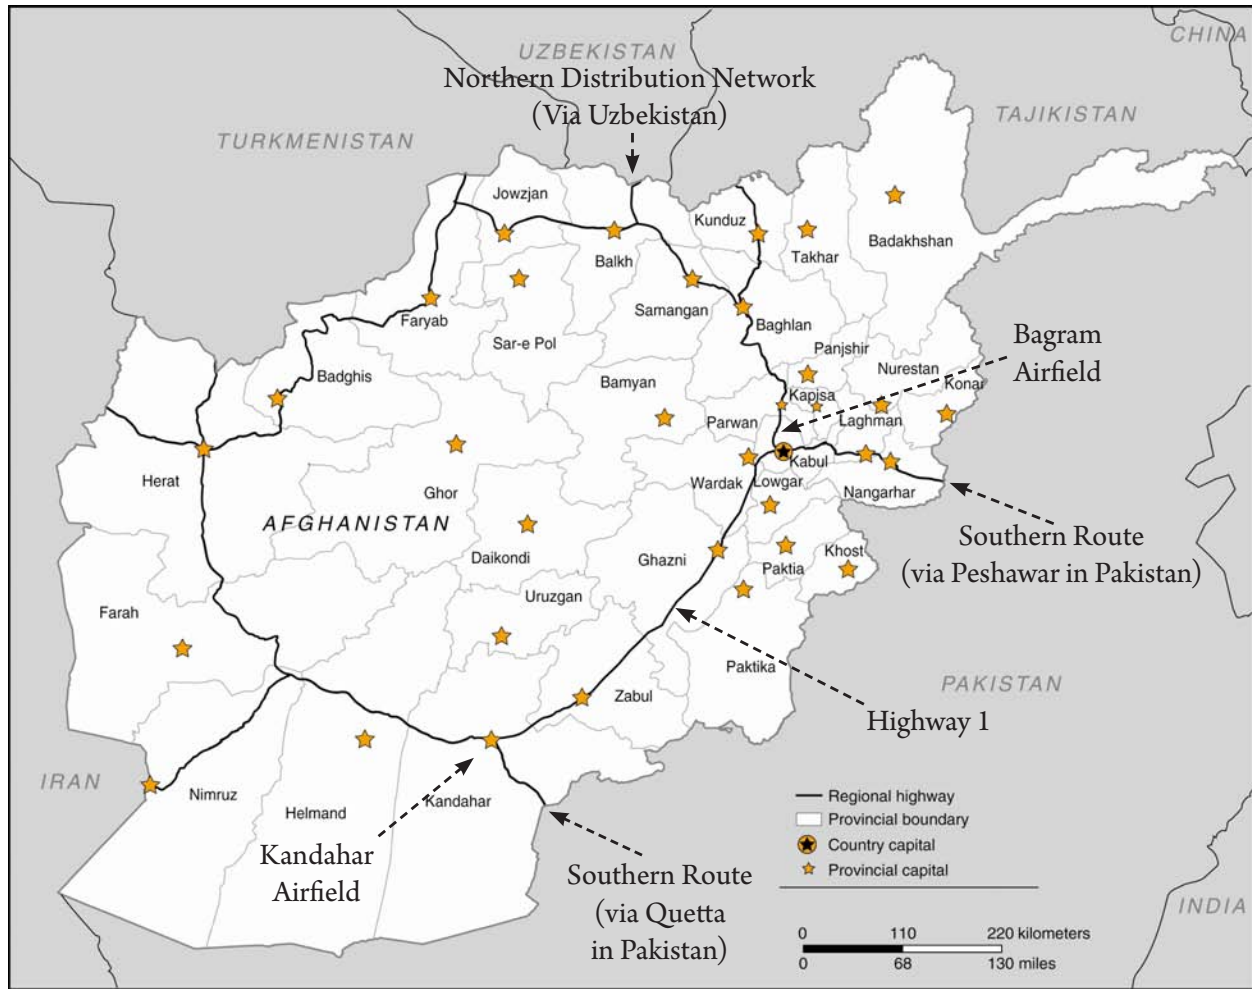 CHINA
UZBEKISTAN
Northern Distribution Network
(Via Uzbekistan)
TAJIKISTAN
TURKMENISTAN
Jowzjan
Kunduz
Balkh
Takhar
Badakhshan
Samangan
Faryab
Sar-e Pol
Baghlan
Bagram
Airfield
Panjshir
Nurestan
Badghis
Bamyan
Kapisa
Konar
Parwan
Laghman
Herat
Kabul
Wardak
Lowgar
Ghor
Nangarhar
AFGHANISTAN
Southern Route
(via Peshawar in Pakistan)
Daikondi
Ghazni
Khost
Paktia
Uruzgan
Farah
Paktika
PAKISTAN
Zabul
Highway 1
IRAN
Nimruz
Helmand
Kandahar
Kandahar
Airfield
Southern Route
(via Quetta
in Pakistan)
Regional highway
Provincial boundary
Country capital
Provincial capital
INDIA
0 110 220 kilometers
0 68 130 miles